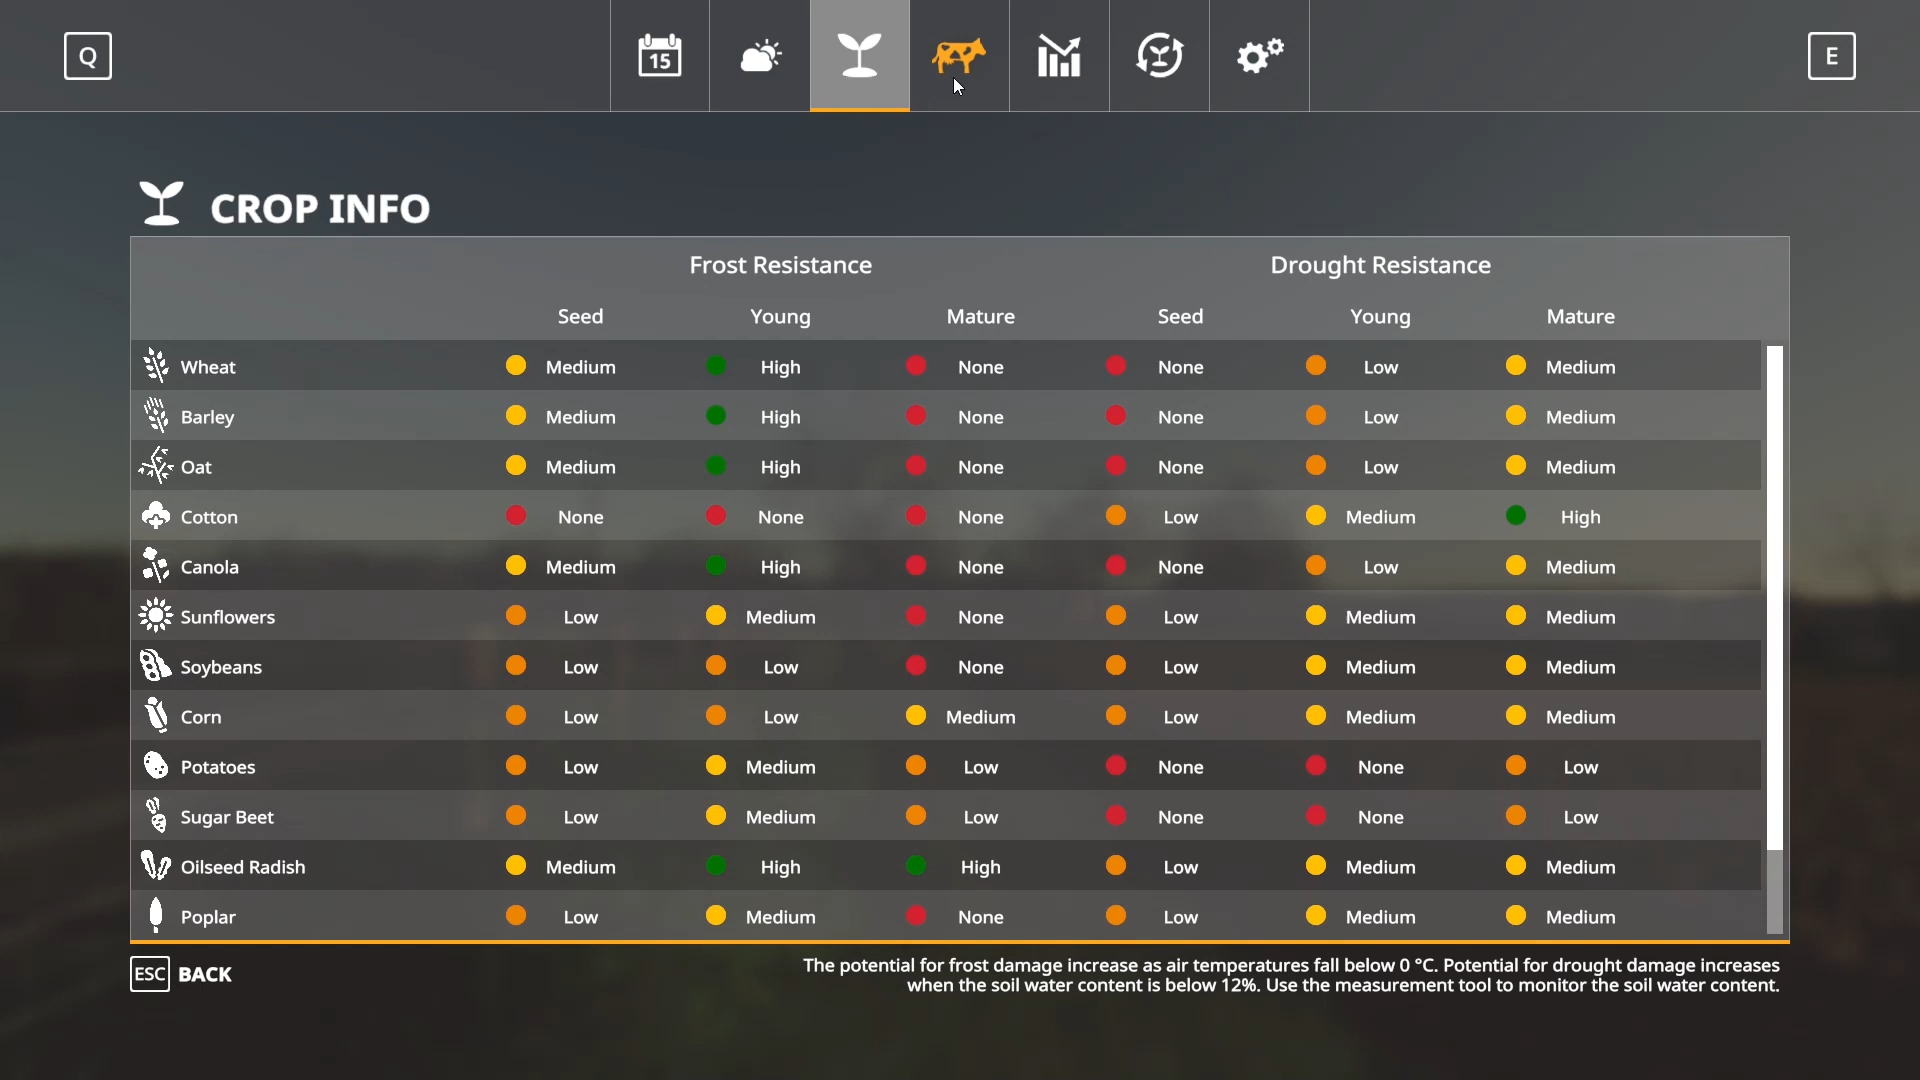 Q
15
E
CROP INFO
Frost Resistance Drought Resistance
Seed Young Mature Seed Young Mature
Wheat Medium High None None Low Medium
Barley Medium High None None Low Medium
Oat Medium High None None Low Medium
Cotton None None None Low Medium High
Canola Medium High None None Low Medium
Sunflowers Low Medium None Low Medium Medium
Soybeans Low Low None Low Medium Medium
Corn Low Low Medium Low Medium Medium
Potatoes Low Medium Low None None Low
Sugar Beet Low Medium Low None None Low
Oilseed Radish Medium High High Low Medium Medium
Poplar Low Medium None Low Medium Medium
ESC BACK
The potential for frost damage increase as air temperatures fall below 0 °C. Potential for drought damage increases
when the soil water content is below 12%. Use the measurement tool to monitor the soil water content.